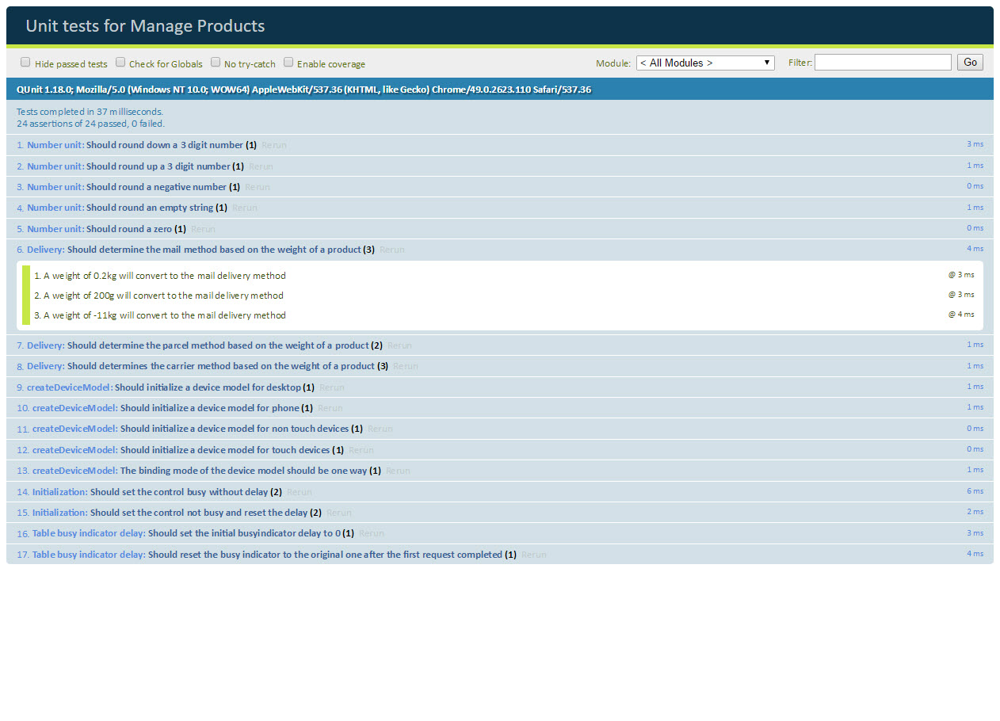 Unit tests for Manage Products
Hide passed tests Check for Globals No try-catch Enable coverage Module: < All Modules > Filter: Go
QUnit 1.18.0; Mozilla/5.0 (Windows NT 10.0; WOW64) AppleWebKit/537.36 (KHTML, like Gecko) Chrome/49.0.2623.110 Safari/537.36
Tests completed in 37 milliseconds.
24 assertions of 24 passed, 0 failed.
1. Number unit: Should round down a 3 digit number (1) Rerun 3 ms
2. Number unit: Should round up a 3 digit number (1) Rerun 1 ms
3. Number unit: Should round a negative number (1) Rerun 0 ms
4. Number unit: Should round an empty string (1) Rerun 1 ms
5. Number unit: Should round a zero (1) Rerun 0 ms
6. Delivery: Should determine the mail method based on the weight of a product (3) Rerun 4 ms
1. A weight of 0.2kg will convert to the mail delivery method @ 3 ms
2. A weight of 200g will convert to the mail delivery method @ 3 ms
3. A weight of -11kg will convert to the mail delivery method @ 4 ms
7. Delivery: Should determine the parcel method based on the weight of a product (2) Rerun 1 ms
8. Delivery: Should determines the carrier method based on the weight of a product (3) Rerun 1 ms
9. createDeviceModel: Should initialize a device model for desktop (1) Rerun 1 ms
10. createDeviceModel: Should initialize a device model for phone (1) Rerun 1 ms
11. createDeviceModel: Should initialize a device model for non touch devices (1) Rerun 0 ms
12. createDeviceModel: Should initialize a device model for touch devices (1) Rerun 0 ms
13. createDeviceModel: The binding mode of the device model should be one way (1) Rerun 1 ms
14. Initialization: Should set the control busy without delay (2) Rerun 6 ms
15. Initialization: Should set the control not busy and reset the delay (2) Rerun 2 ms
16. Table busy indicator delay: Should set the initial busyindicator delay to 0 (1) Rerun 3 ms
17. Table busy indicator delay: Should reset the busy indicator to the original one after the first request completed (1) Rerun 4 ms